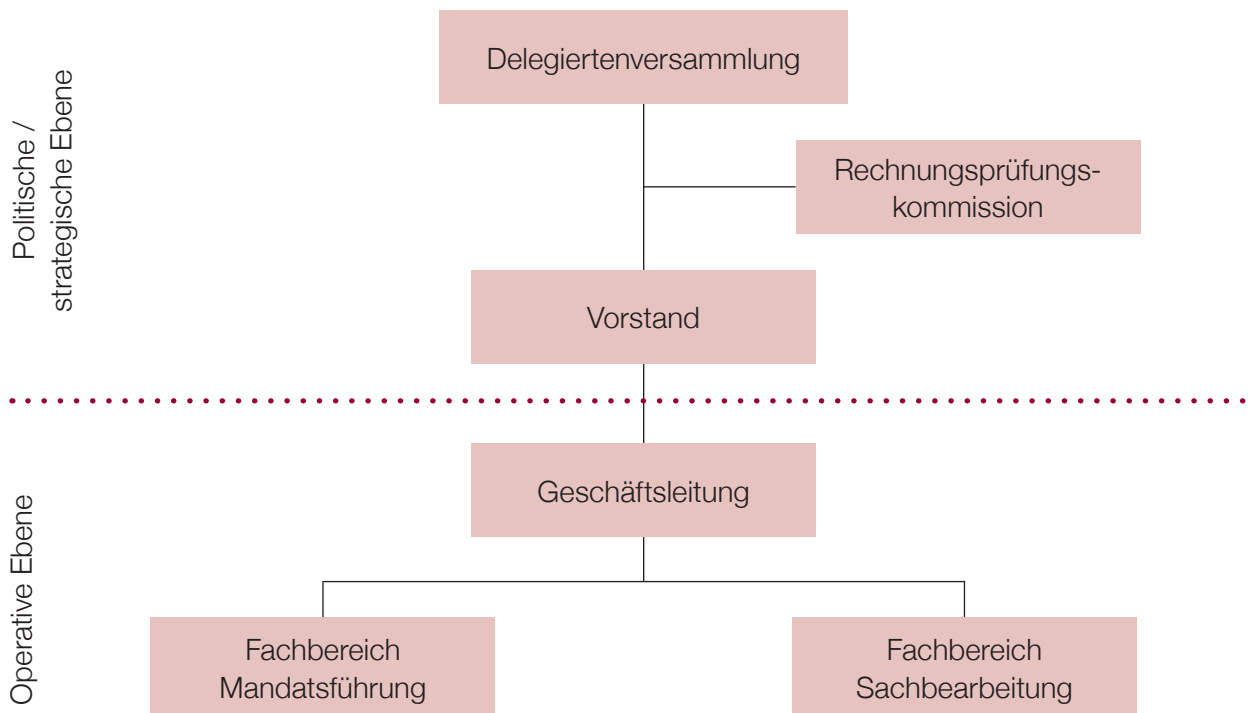 Politische /
strategische Ebene
Delegiertenversammlung
Rechnungsprüfungs-
kommission
Vorstand
Operative Ebene
Geschäftsleitung
Fachbereich
Mandatsführung
Fachbereich
Sachbearbeitung